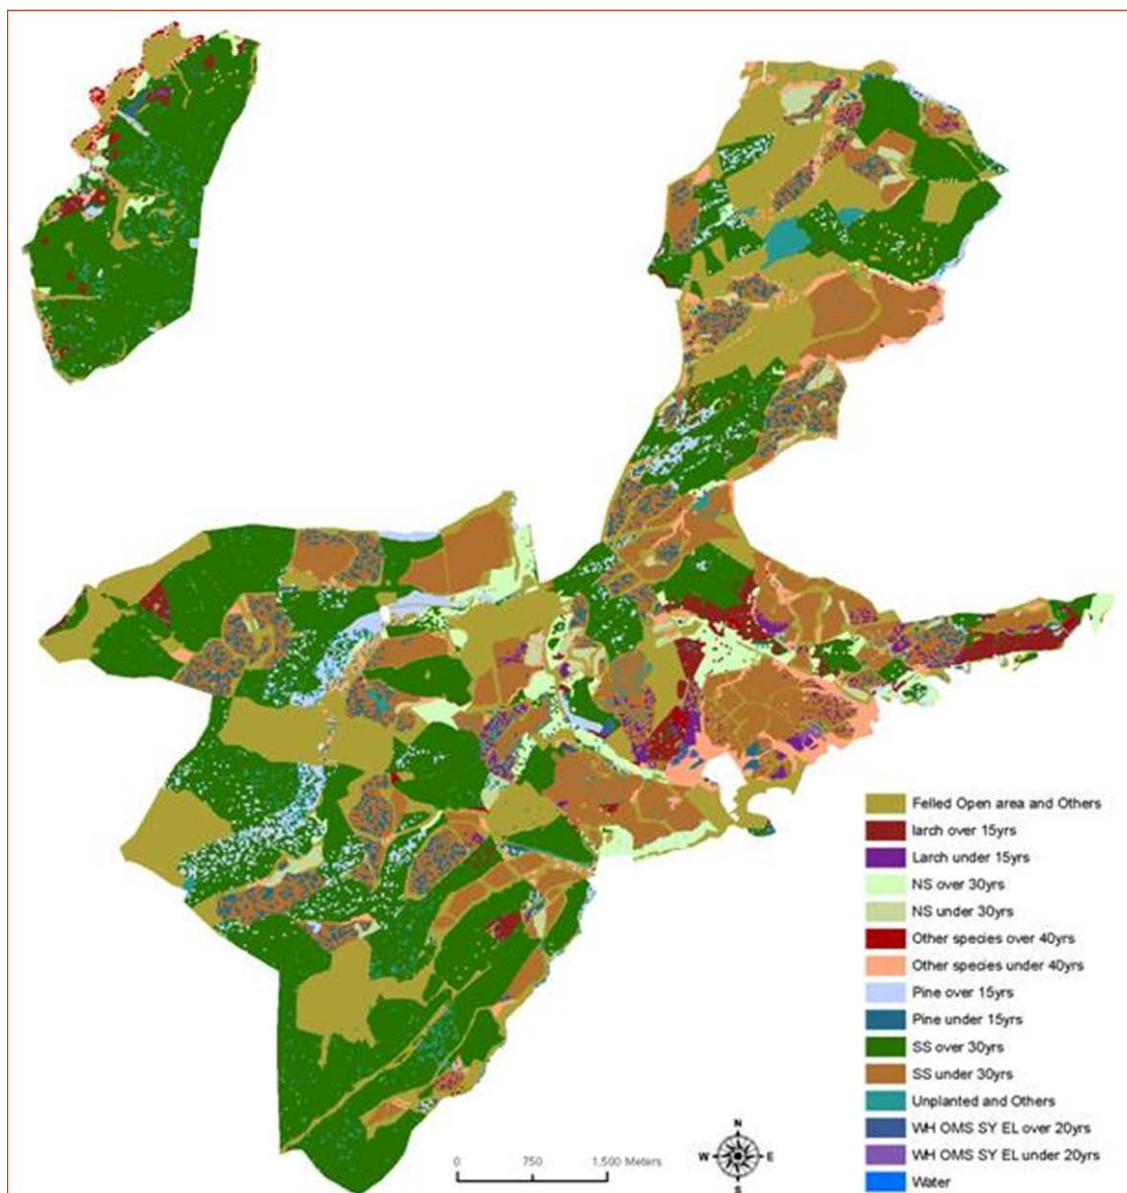 Felled Open area and Others
larch over 15yrs
Larch under 15yrs
NS over 30yrs
NS under 30yrs
Other species over 40yrs
Other species under 40yrs
Pine over 15yrs
Pine under 15yrs
SS over 30yrs
SS under 30yrs
Unplanted and Others
WH OMS SY EL over 20yrs
WH OMS SY EL under 20yrs
Water
N
W E
S
0 750 1,500 Meters